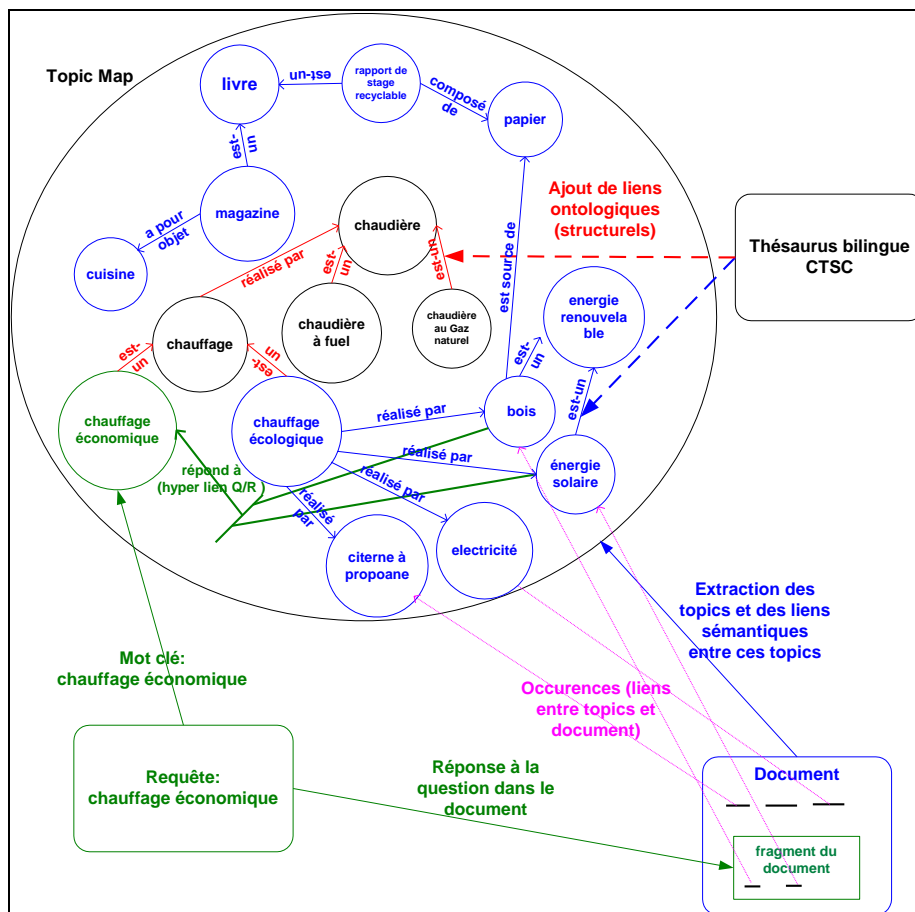 Topic Map
livre
est-un
rapport de
stage
recyclable
composé
de
papier
est-
un
magazine
a pour
objet
cuisine
réalisé par
chaudière
est-
un
est-un
Ajout de liens
ontologiques
(structurels)
Thésaurus bilingue
CTSC
est source de
energie
renouvela
ble
chauffage
chaudière
à fuel
chaudière
au Gaz
naturel
est-
un
est-
un
est-
un
est-un
chauffage
économique
chauffage
écologique
réalisé par
bois
réalisé par
énergie
solaire
répond à
(hyper lien Q/R )
réalisé par
réalisé
par
citerne à
propoane
electricité
Extraction des
topics et des liens
sémantiques
entre ces topics
Mot clé:
chauffage économique
Occurences (liens
entre topics et
document)
Requête:
chauffage économique
Réponse à la
question dans le
document
Document
fragment du
document